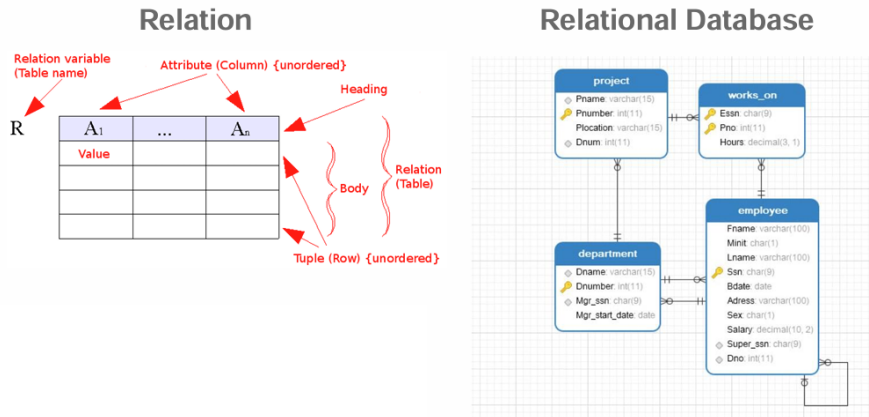 Relation
Relational Database
Relation variable
(Table name)
Attribute (Column) {unordered}
Heading
R
A1
...
An
Value
Body
Relation
(Table)
Tuple (Row) {unordered}
project
Pname: varchar(15)
Pnumber: int(11)
Plocation: varchar(15)
Dnum: int(11)
works_on
Essn: char(9)
Pno: int(11)
Hours: decimal(3, 1)
department
Dname: varchar(15)
Dnumber: int(11)
Mgr_ssn: char(9)
Mgr_start_date: date
employee
Fname: varchar(100)
Minit: char(1)
Lname: varchar(100)
Ssn: char(9)
Bdate: date
Adress: varchar(100)
Sex: char(1)
Salary: decimal(10, 2)
Super_ssn: char(9)
Dno: int(11)